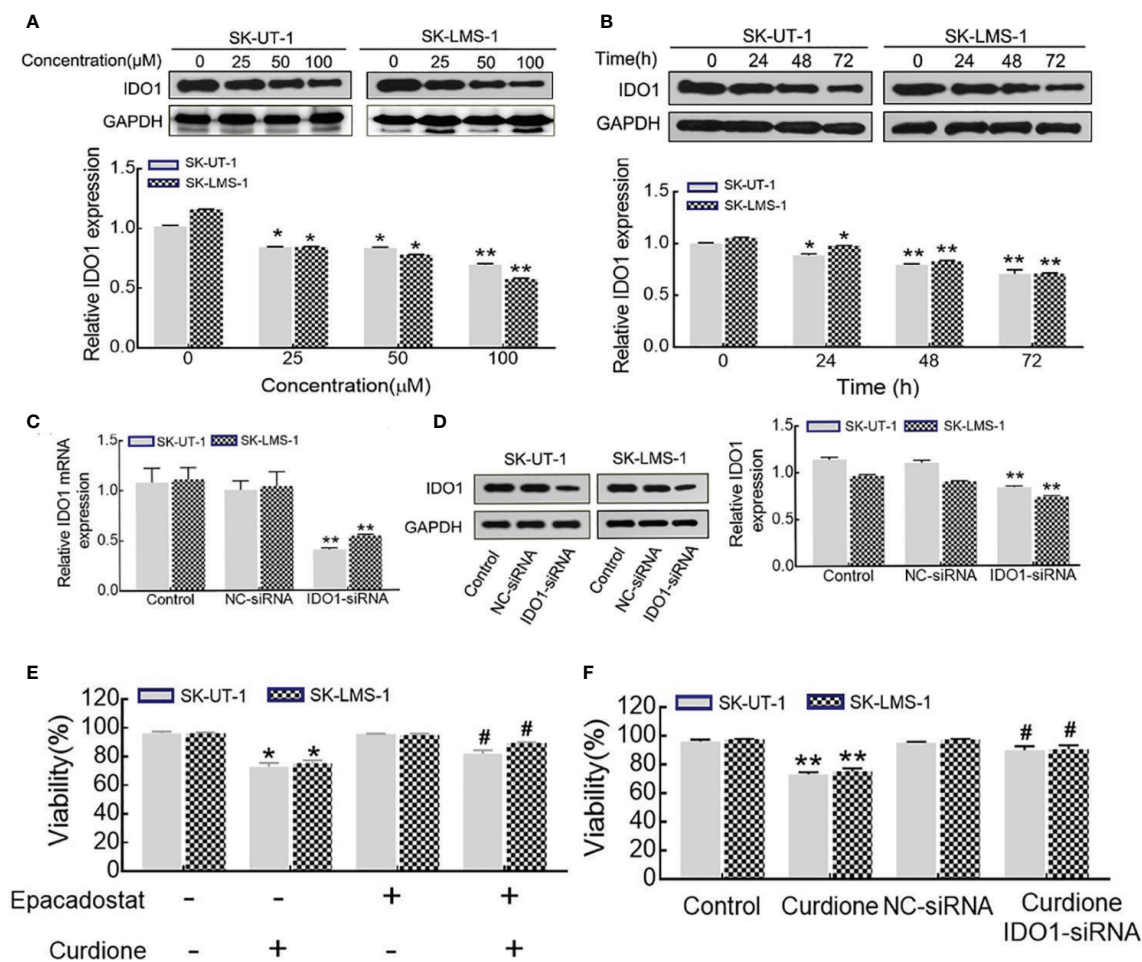 A
SK-UT-1 SK-LMS-1
Concentration(μM) 0 25 50 100 0 25 50 100
IDO1
GAPDH
Relative IDO1 expression
1.5
1.0
0.5
0.0
SK-UT-1
SK-LMS-1
* * * * ** **
0 25 50 100
Concentration(μM)
B
SK-UT-1 SK-LMS-1
Time(h) 0 24 48 72 0 24 48 72
IDO1
GAPDH
Relative IDO1 expression
1.5
1.0
0.5
0.0
SK-UT-1
SK-LMS-1
* * ** ** ** **
0 24 48 72
Time (h)
C
Relative IDO1 mRNA
expression
1.5
1.0
0.5
0.0
SK-UT-1 SK-LMS-1
** **
Control NC-siRNA IDO1-siRNA
D
SK-UT-1 SK-LMS-1
IDO1
GAPDH
Control NC-siRNA IDO1-siRNA Control NC-siRNA IDO1-siRNA
Relative IDO1
expression
1.5
1.0
0.5
0.0
SK-UT-1 SK-LMS-1
** **
Control NC-siRNA IDO1-siRNA
E
Viability(%)
120
100
80
60
40
20
0
SK-UT-1 SK-LMS-1
* * # #
Epacadostat - - + +
Curdione - + - +
F
Viability(%)
120
100
80
60
40
20
0
SK-UT-1 SK-LMS-1
** ** # #
Control Curdione NC-siRNA Curdione
IDO1-siRNA